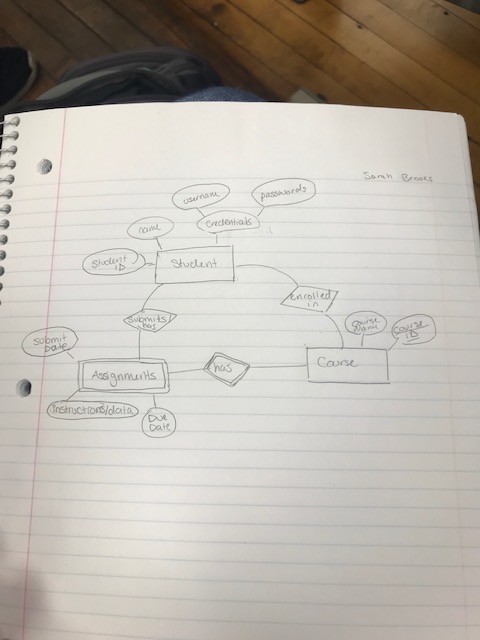 Sarah Brooks
username
passwords
Credentials
name
Student
ID
Student
Enrolled
in
Submits
has
Course
Name
Course
ID
Submit
Date
Assignments
has
Course
instructions/data
Due
Date